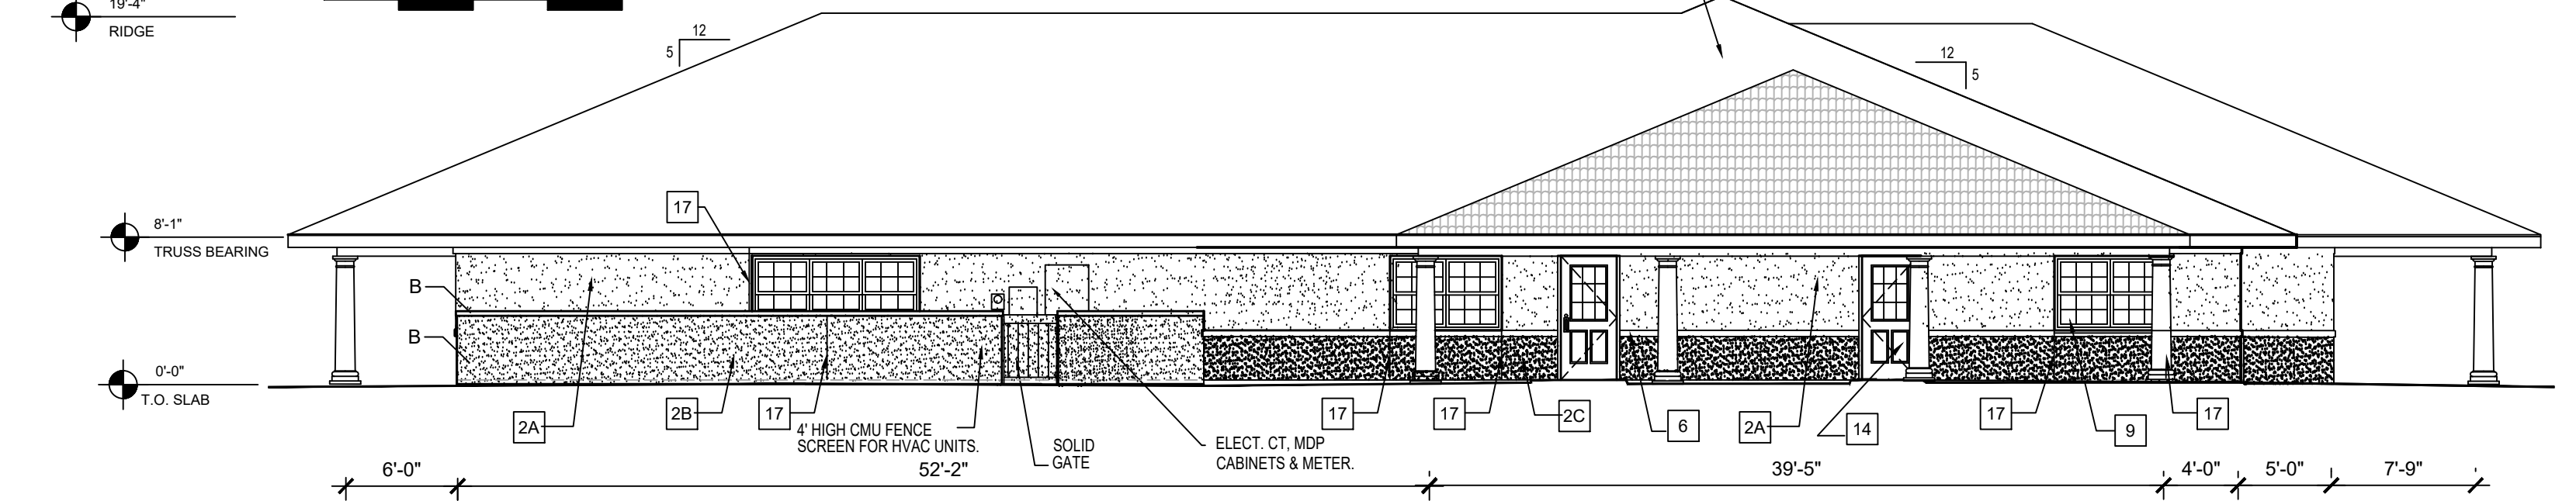 19'-4"
RIDGE
12
5
12
5
17
8'-1"
TRUSS BEARING
B
B
0'-0"
T.O. SLAB
2A
2B
17
4' HIGH CMU FENCE
SCREEN FOR HVAC UNITS.
SOLID
GATE
ELECT. CT, MDP
CABINETS & METER.
17
17
2C
6
2A
14
17
9
17
6'-0"
52'-2"
39'-5"
4'-0"
5'-0"
7'-9"